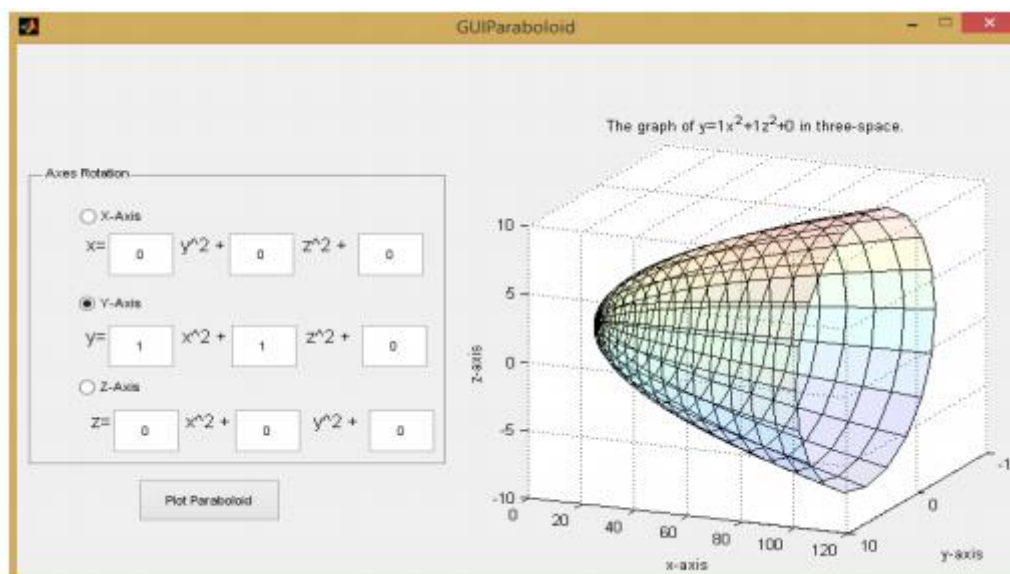 GUIParaboloid
The graph of y=1x²+1z²+0 in three-space.
Axes Rotation
X-Axis
x= 0 y^2 + 0 z^2 + 0
Y-Axis
y= 1 x^2 + 1 z^2 + 0
Z-Axis
z= 0 x^2 + 0 y^2 + 0
Plot Paraboloid
10
5
0
-5
-10
z-axis
0 20 40 60 80 100 120
x-axis
10 0 -1
y-axis